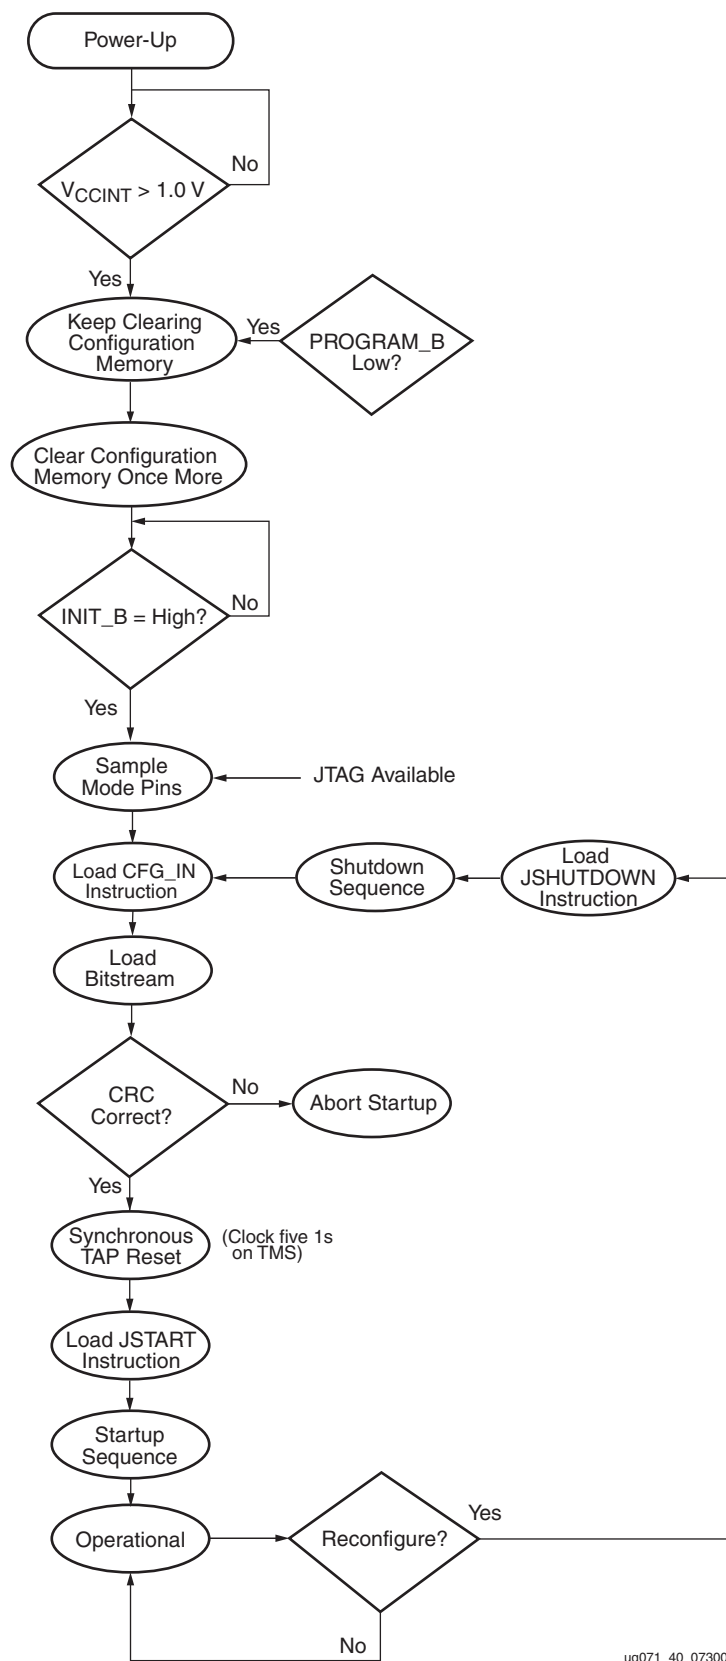 Power-Up
No
VCCINT > 1.0 V
Yes
Keep Clearing
Configuration
Memory
Yes
PROGRAM_B
Low?
Clear Configuration
Memory Once More
INIT_B = High?
No
Yes
Sample
Mode Pins
JTAG Available
Load CFG_IN
Instruction
Shutdown
Sequence
Load
JSHUTDOWN
Instruction
Load
Bitstream
CRC
Correct?
No
Abort Startup
Yes
Synchronous
TAP Reset
(Clock five 1s
on TMS)
Load JSTART
Instruction
Startup
Sequence
Operational
Reconfigure?
Yes
No
ug071_40_07300